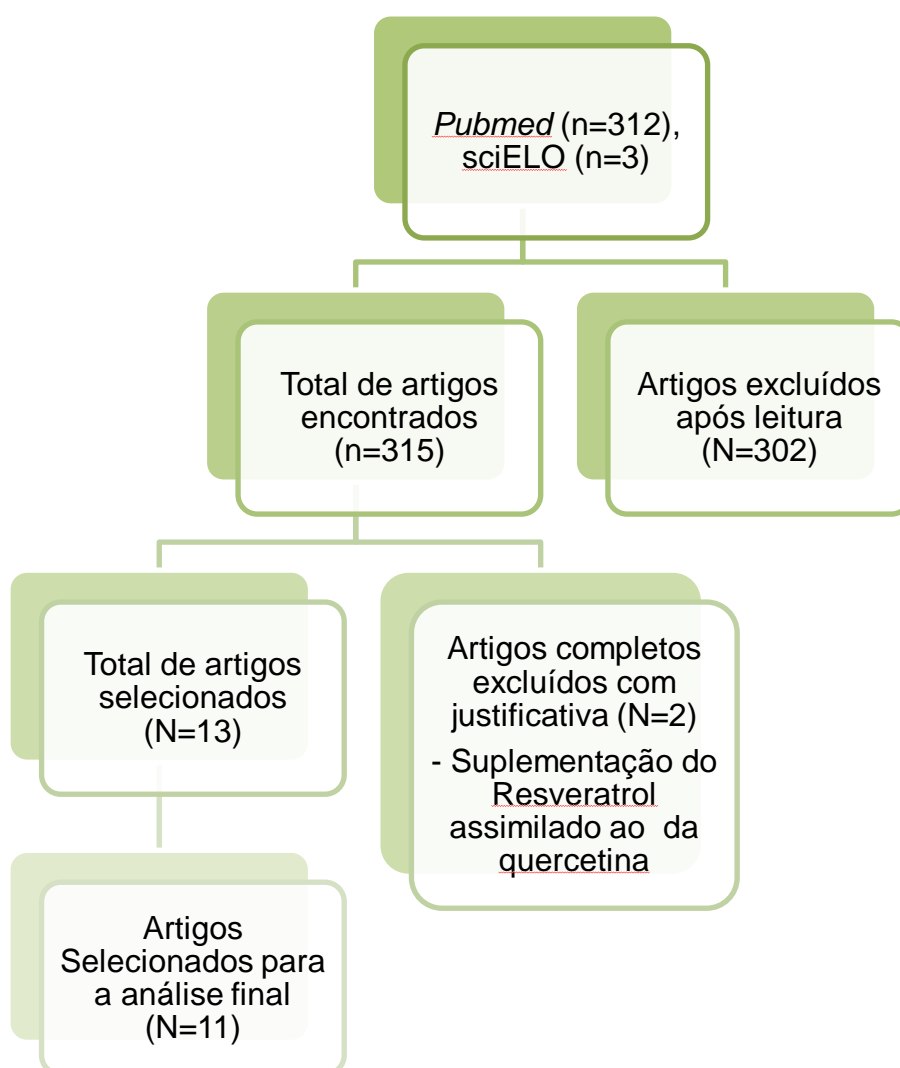 Pubmed (n=312),
sciELO (n=3)
Total de artigos
encontrados
(n=315)
Artigos excluídos
após leitura
(N=302)
Total de artigos
selecionados
(N=13)
Artigos completos
excluídos com
justificativa (N=2)
- Suplementação do
Resveratrol
assimilado ao da
quercetina
Artigos
Selecionados para
a análise final
(N=11)